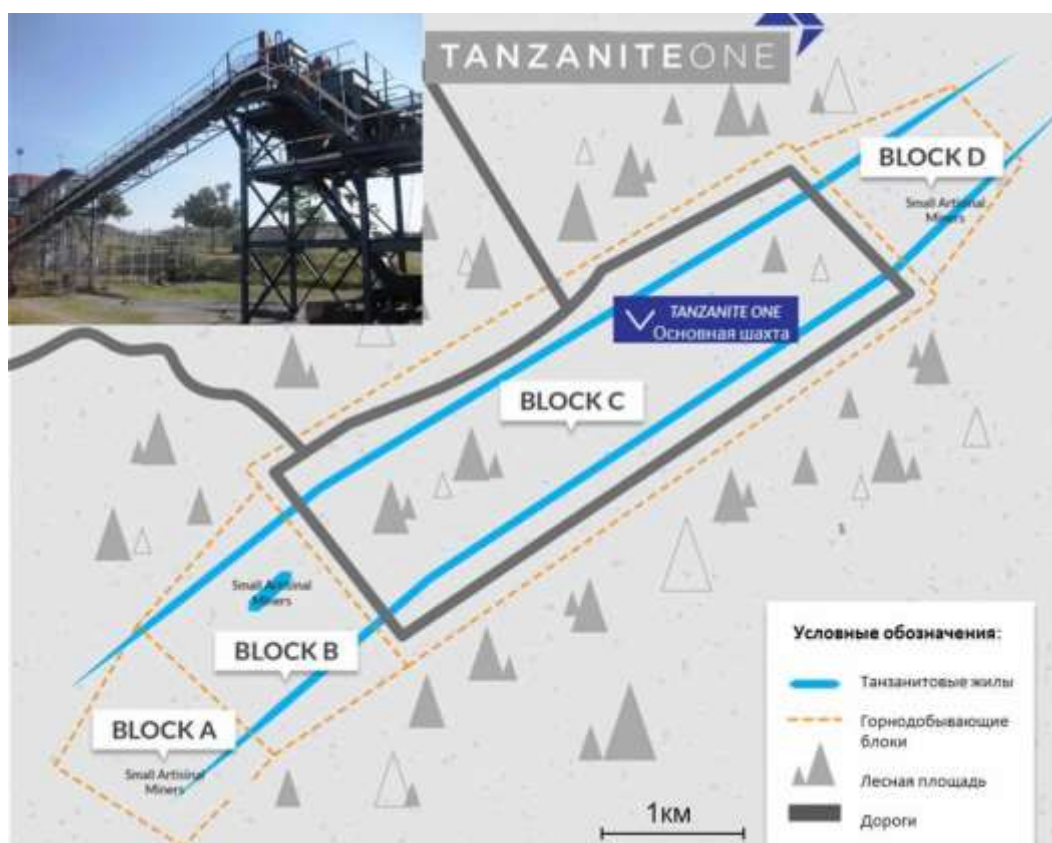 TANZANITEONE
BLOCK D
Small Artisinal
Miners
TANZANITE ONE
Основная шахта
BLOCK C
Small Artisinal
Miners
BLOCK B
BLOCK A
Small Artisinal
Miners
Условные обозначения:
Танзанитовые жилы
Горнодобывающие
блоки
Лесная площадь
Дороги
1км